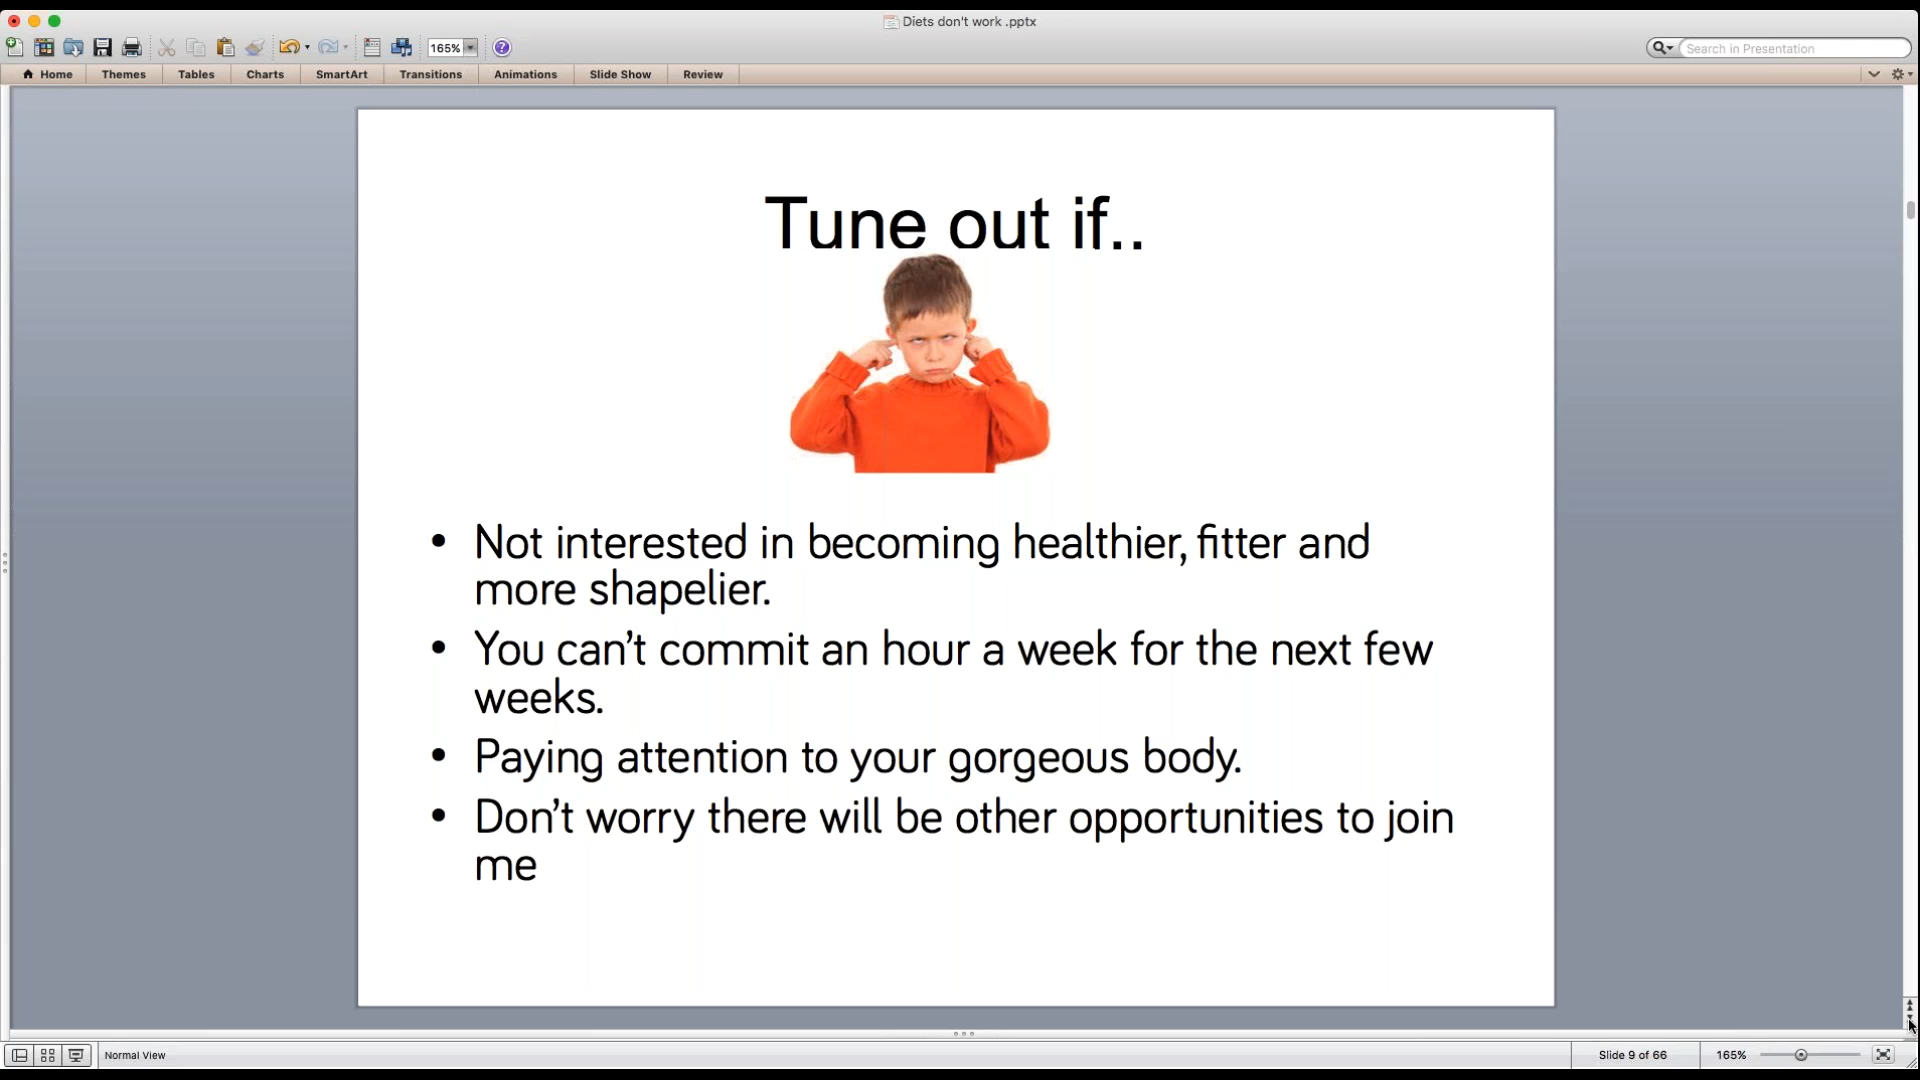 Diets don't work .pptx
165%
Search in Presentation
Home Themes Tables Charts SmartArt Transitions Animations Slide Show Review
Tune out if..
• Not interested in becoming healthier, fitter and
more shapelier.
• You can't commit an hour a week for the next few
weeks.
• Paying attention to your gorgeous body.
• Don't worry there will be other opportunities to join
me
Normal View
Slide 9 of 66
165%